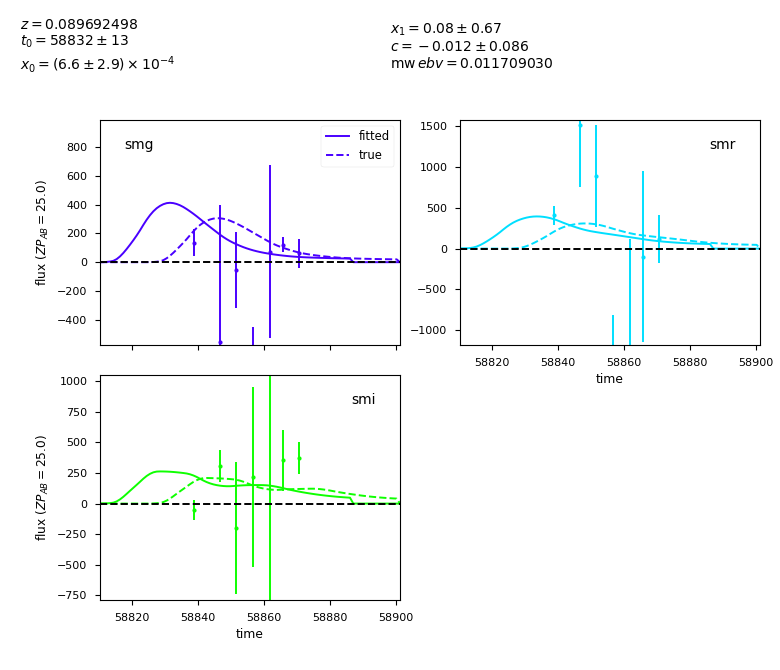 z = 0.089692498
t₀ = 58832 ± 13
x₀ = (6.6 ± 2.9) × 10⁻⁴
x₁ = 0.08 ± 0.67
c = −0.012 ± 0.086
mw ebv = 0.011709030
smg
fitted
true
800
600
400
200
0
−200
−400
flux (ZP_AB = 25.0)
smr
1500
1000
500
0
−500
−1000
58820 58840 58860 58880 58900
time
smi
1000
750
500
250
0
−250
−500
−750
flux (ZP_AB = 25.0)
58820 58840 58860 58880 58900
time